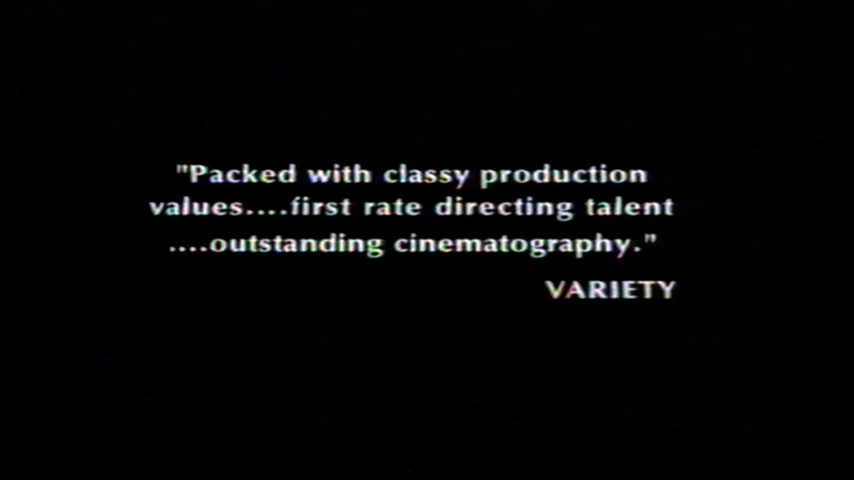 "Packed with classy production
values....first rate directing talent
....outstanding cinematography."
VARIETY